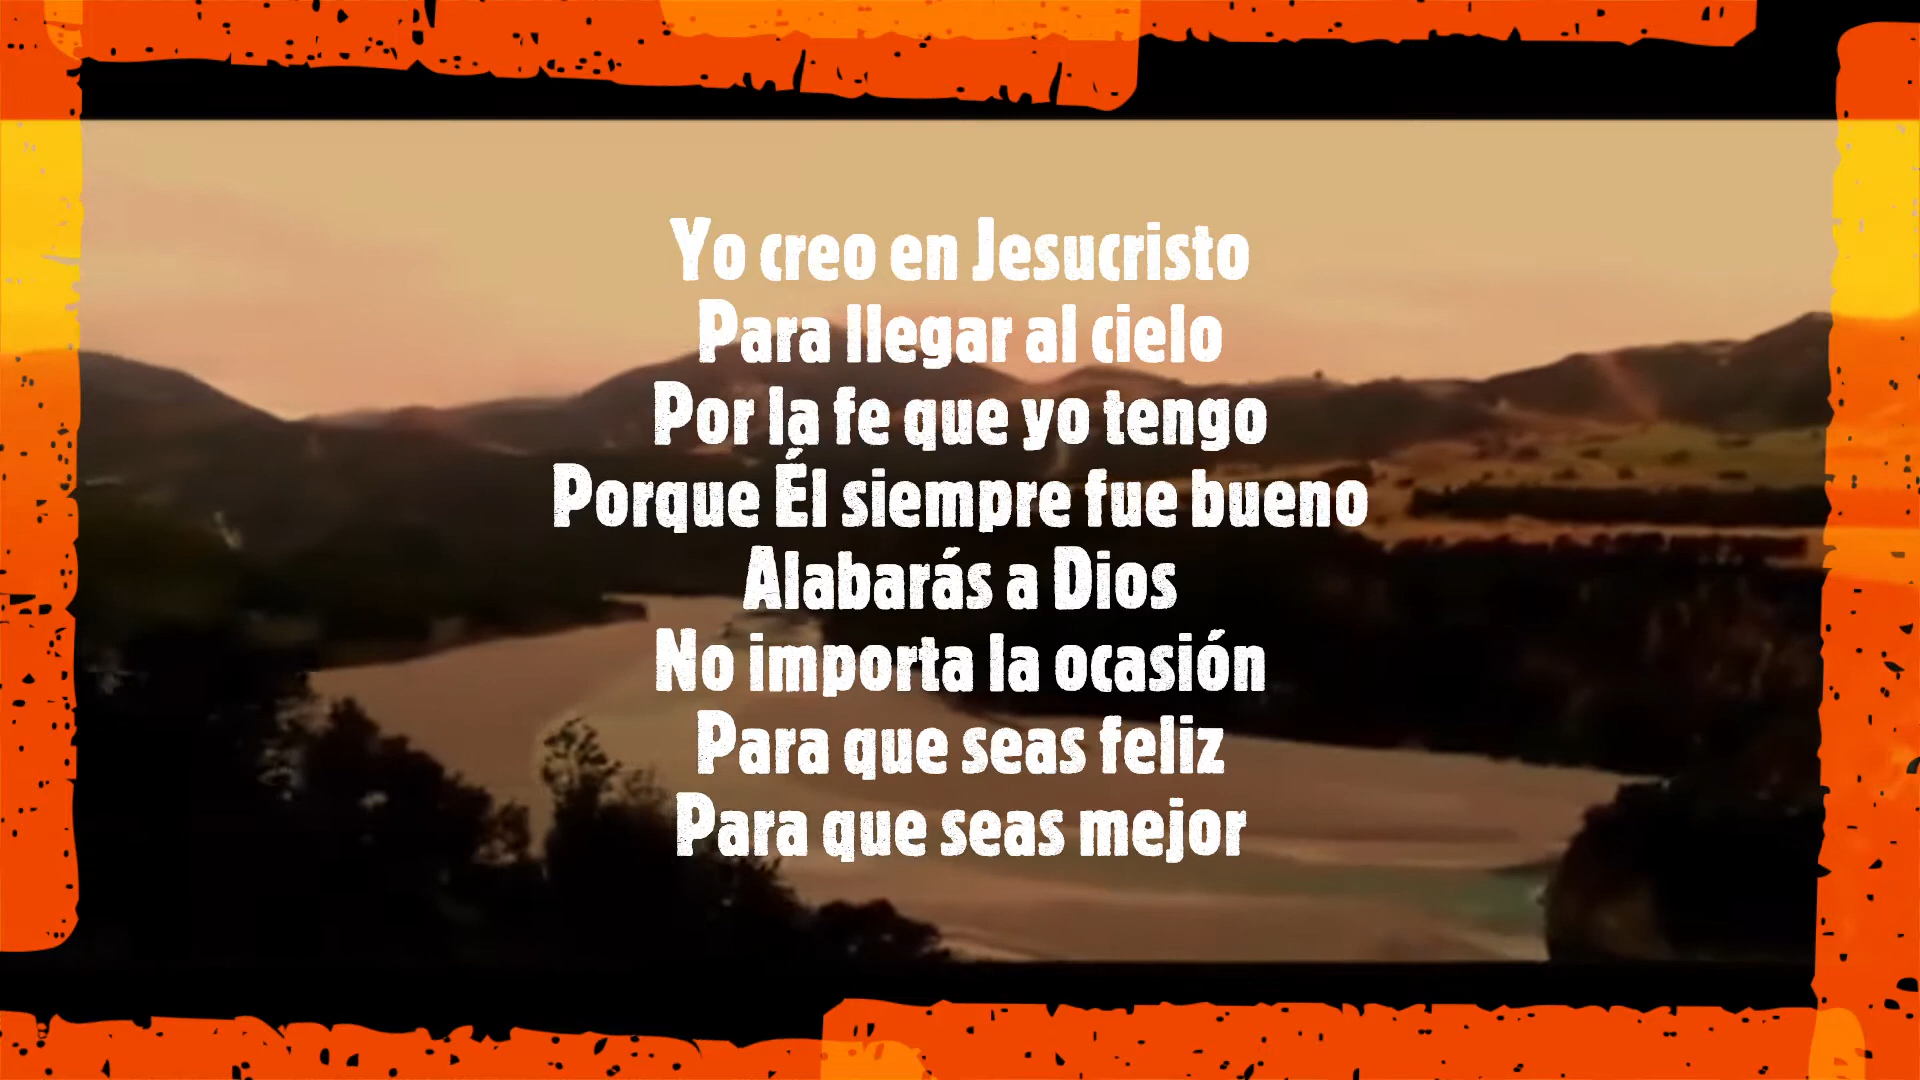 Yo creo en Jesucristo
Para llegar al cielo
Por la fe que yo tengo
Porque Él siempre fue bueno
Alabarás a Dios
No importa la ocasión
Para que seas feliz
Para que seas mejor